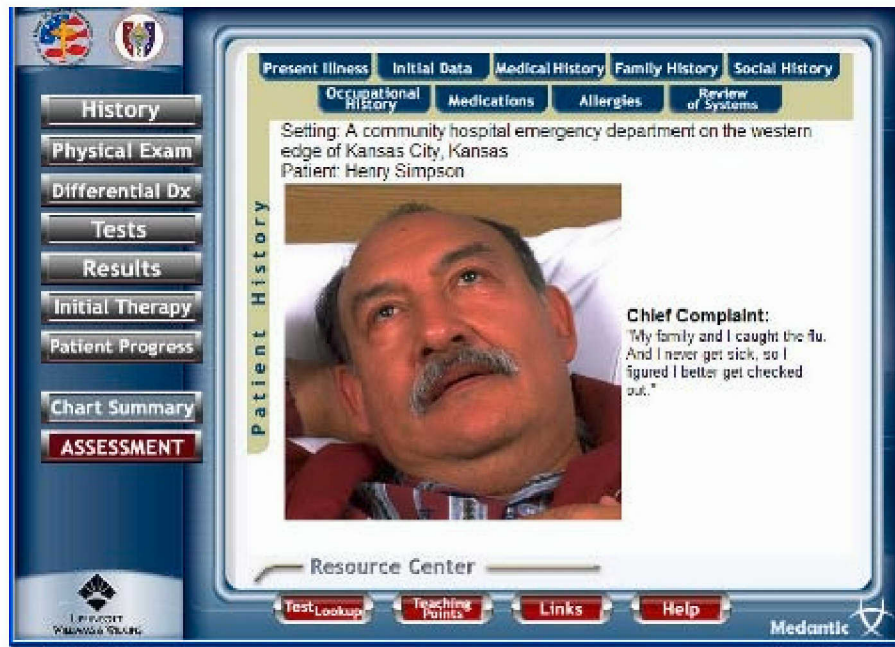 Present Illness
Initial Data
Medical History
Family History
Social History
Occupational
History
Medications
Allergies
Review
of Systems
History
Physical Exam
Differential Dx
Tests
Results
Initial Therapy
Patient Progress
Chart Summary
ASSESSMENT
Patient History
Setting: A community hospital emergency department on the western
edge of Kansas City, Kansas
Patient: Henry Simpson
Chief Complaint:
"My family and I caught the flu.
And I never get sick, so I
figured I better get checked
out."
Resource Center
Test Lookup
Teaching
Points
Links
Help
Medantic